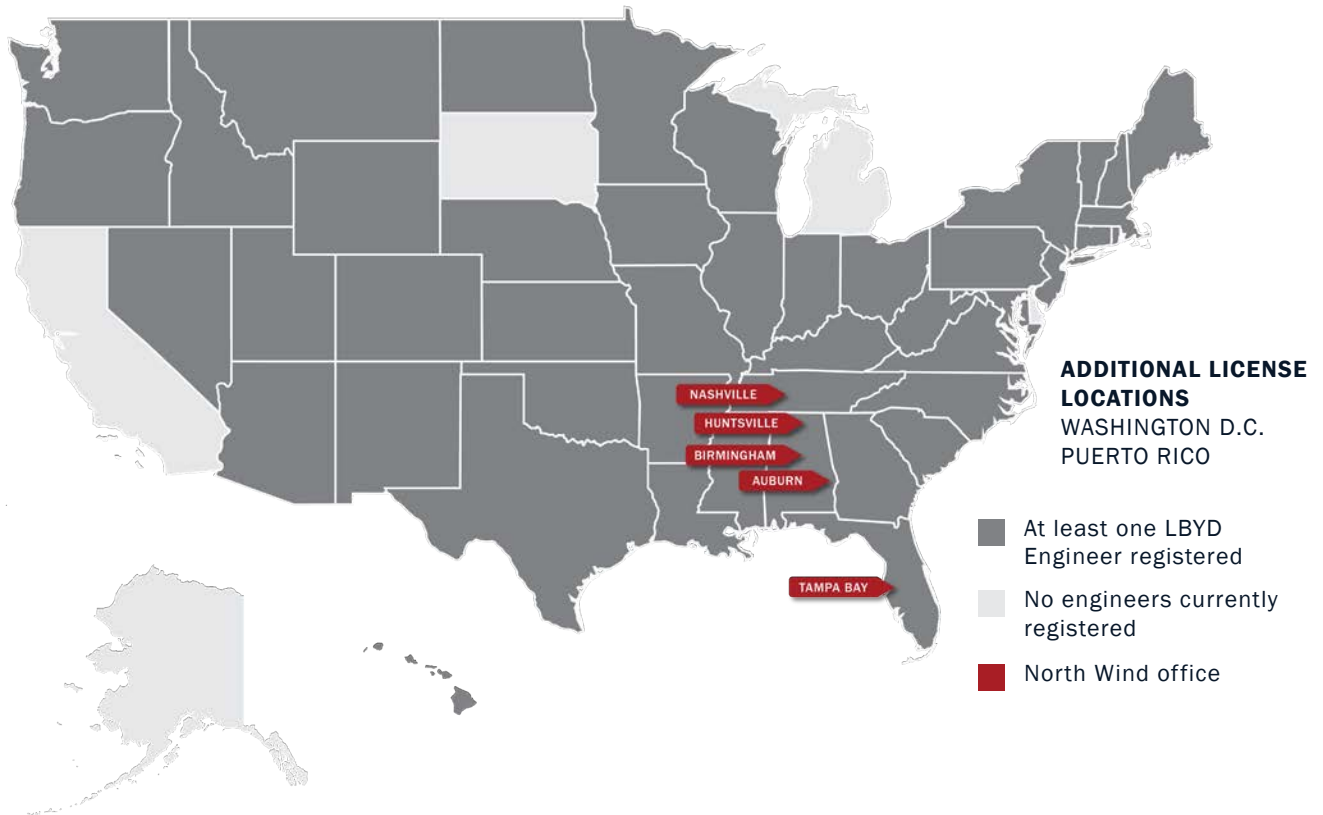 NASHVILLE
HUNTSVILLE
BIRMINGHAM
AUBURN
TAMPA BAY
ADDITIONAL LICENSE
LOCATIONS
WASHINGTON D.C.
PUERTO RICO
At least one LBYD
Engineer registered
No engineers currently
registered
North Wind office